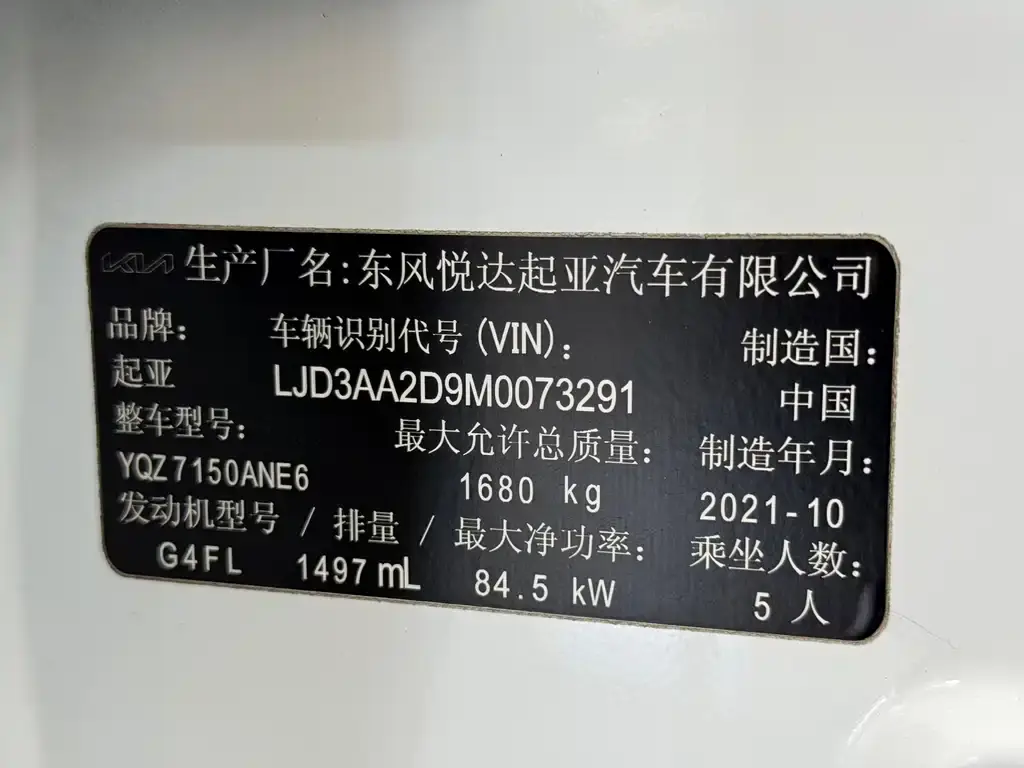 KIA 生产厂名:东风悦达起亚汽车有限公司
品牌: 车辆识别代号(VIN): 制造国:
起亚 LJD3AA2D9M0073291 中国
整车型号: 最大允许总质量: 制造年月:
YQZ7150ANE6 1680 kg 2021-10
发动机型号 / 排量 / 最大净功率: 乘坐人数:
G4FL 1497 mL 84.5 kW 5 人